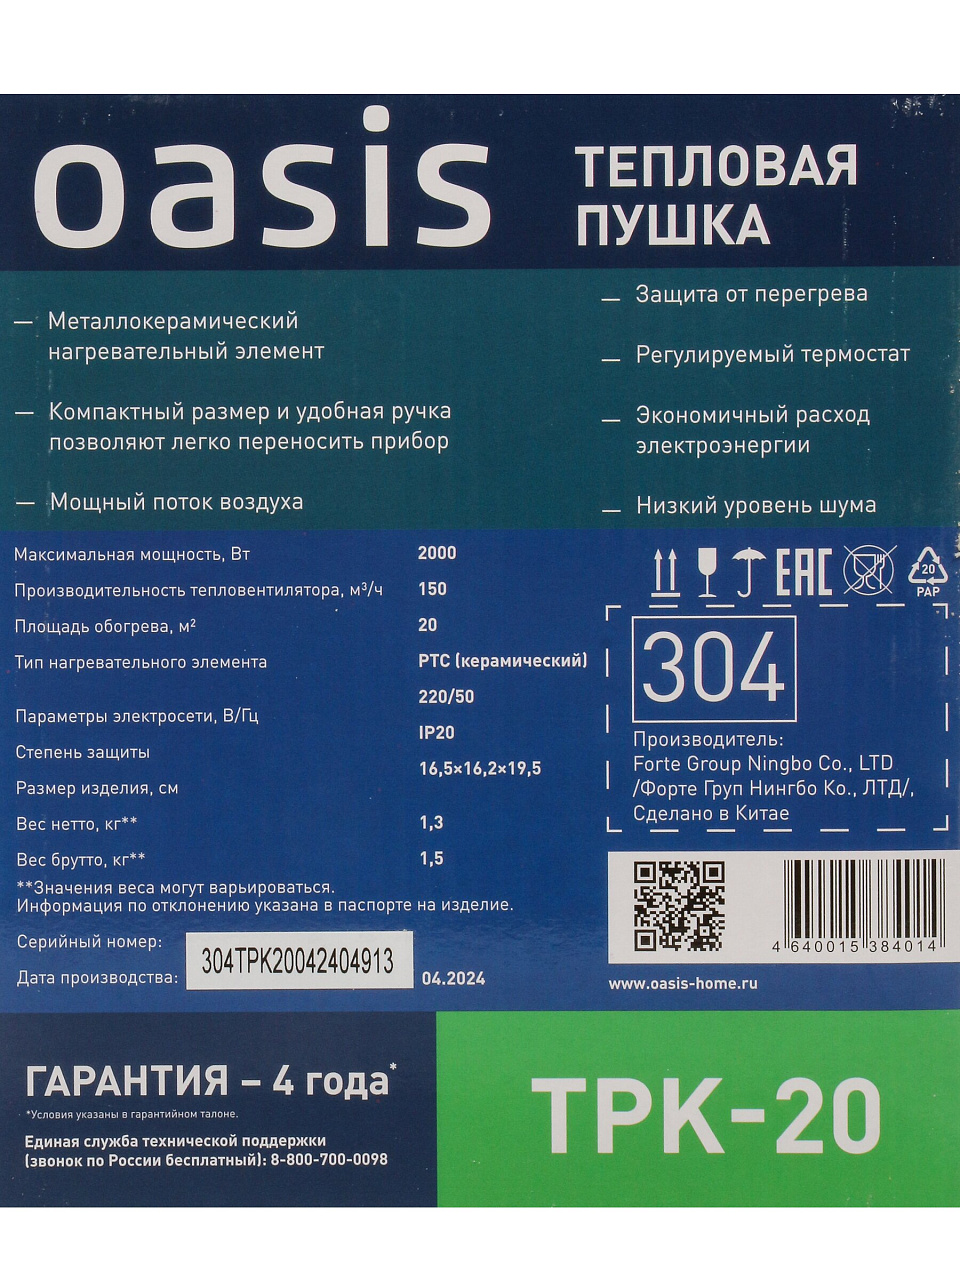 oasis
ТЕПЛОВАЯ
ПУШКА
— Металлокерамический
нагревательный элемент
— Компактный размер и удобная ручка
позволяют легко переносить прибор
— Мощный поток воздуха
— Защита от перегрева
— Регулируемый термостат
— Экономичный расход
электроэнергии
— Низкий уровень шума
Максимальная мощность, Вт 2000
Производительность тепловентилятора, м³/ч 150
Площадь обогрева, м² 20
Тип нагревательного элемента PTC (керамический)
Параметры электросети, В/Гц 220/50
Степень защиты IP20
Размер изделия, см 16,5×16,2×19,5
Вес нетто, кг** 1,3
Вес брутто, кг** 1,5
**Значения веса могут варьироваться.
Информация по отклонению указана в паспорте на изделие.
Серийный номер: 304TPK20042404913
Дата производства: 04.2024
EAC
20
PAP
304
Производитель:
Forte Group Ningbo Co., LTD
/Форте Груп Нингбо Ко., ЛТД/,
Сделано в Китае
4 640015 384014
www.oasis-home.ru
ГАРАНТИЯ – 4 года*
*Условия указаны в гарантийном талоне.
Единая служба технической поддержки
(звонок по России бесплатный): 8-800-700-0098
TPK-20